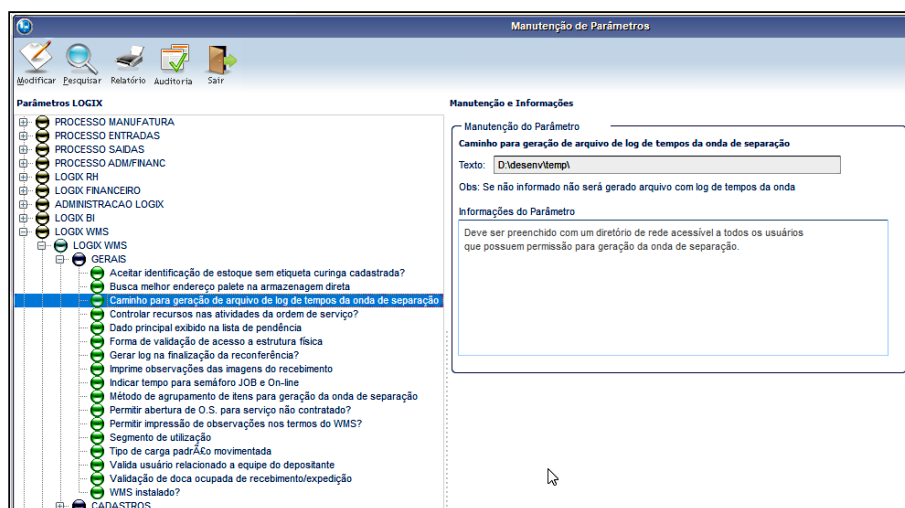 Manutenção de Parâmetros
Modificar Pesquisar Relatório Auditoria Sair
Parâmetros LOGIX
PROCESSO MANUFATURA
PROCESSO ENTRADAS
PROCESSO SAIDAS
PROCESSO ADM/FINANC
LOGIX RH
LOGIX FINANCEIRO
ADMINISTRACAO LOGIX
LOGIX BI
LOGIX WMS
LOGIX WMS
GERAIS
Aceitar identificação de estoque sem etiqueta curinga cadastrada?
Busca melhor endereço palete na armazenagem direta
Caminho para geração de arquivo de log de tempos da onda de separação
Controlar recursos nas atividades da ordem de serviço?
Dado principal exibido na lista de pendência
Forma de validação de acesso a estrutura física
Gerar log na finalização da reconferência?
Imprime observações das imagens do recebimento
Indicar tempo para semáforo JOB e On-line
Método de agrupamento de itens para geração da onda de separação
Permitir abertura de O.S. para serviço não contratado?
Permitir impressão de observações nos termos do WMS?
Segmento de utilização
Tipo de carga padrÃ£o movimentada
Valida usuário relacionado a equipe do depositante
Validação de doca ocupada de recebimento/expedição
WMS instalado?
CADASTROS
Manutenção e Informações
Manutenção do Parâmetro
Caminho para geração de arquivo de log de tempos da onda de separação
Texto: D:\desenv\temp\
Obs: Se não informado não será gerado arquivo com log de tempos da onda
Informações do Parâmetro
Deve ser preenchido com um diretório de rede acessível a todos os usuários
que possuem permissão para geração da onda de separação.